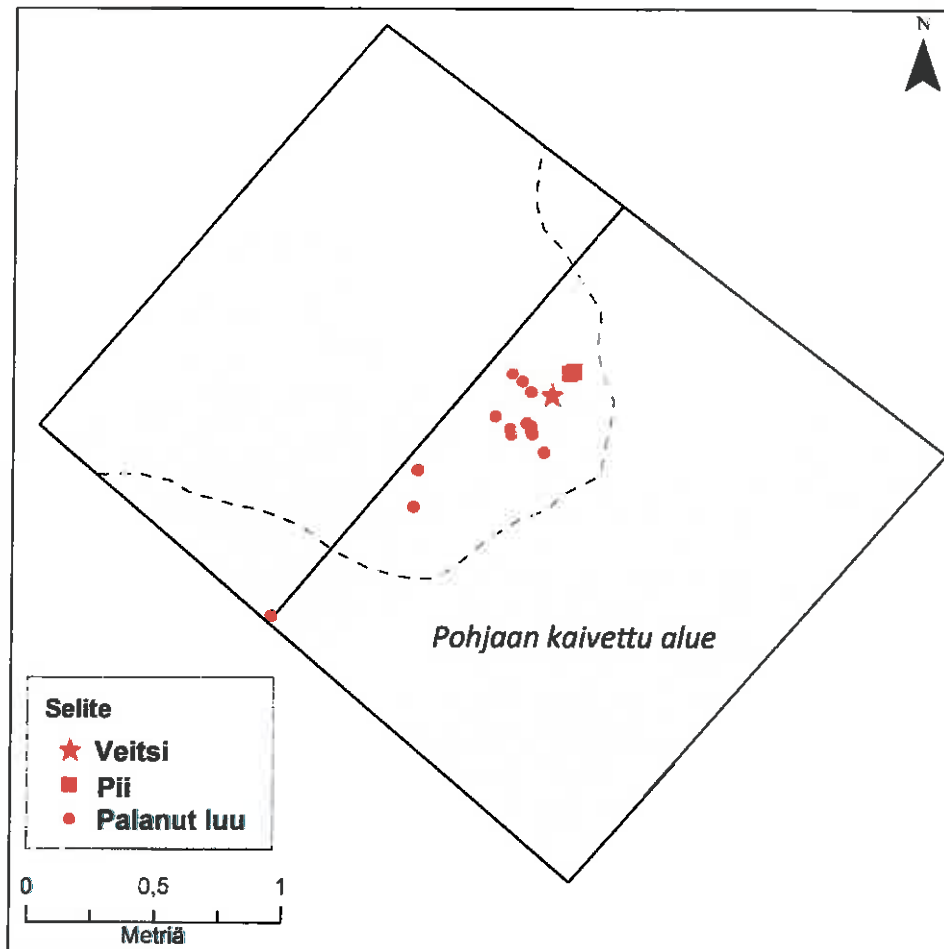 N
Pohjaan kaivettu alue
Selite
Veitsi
Pii
Palanut luu
0 0,5 1
Metriä